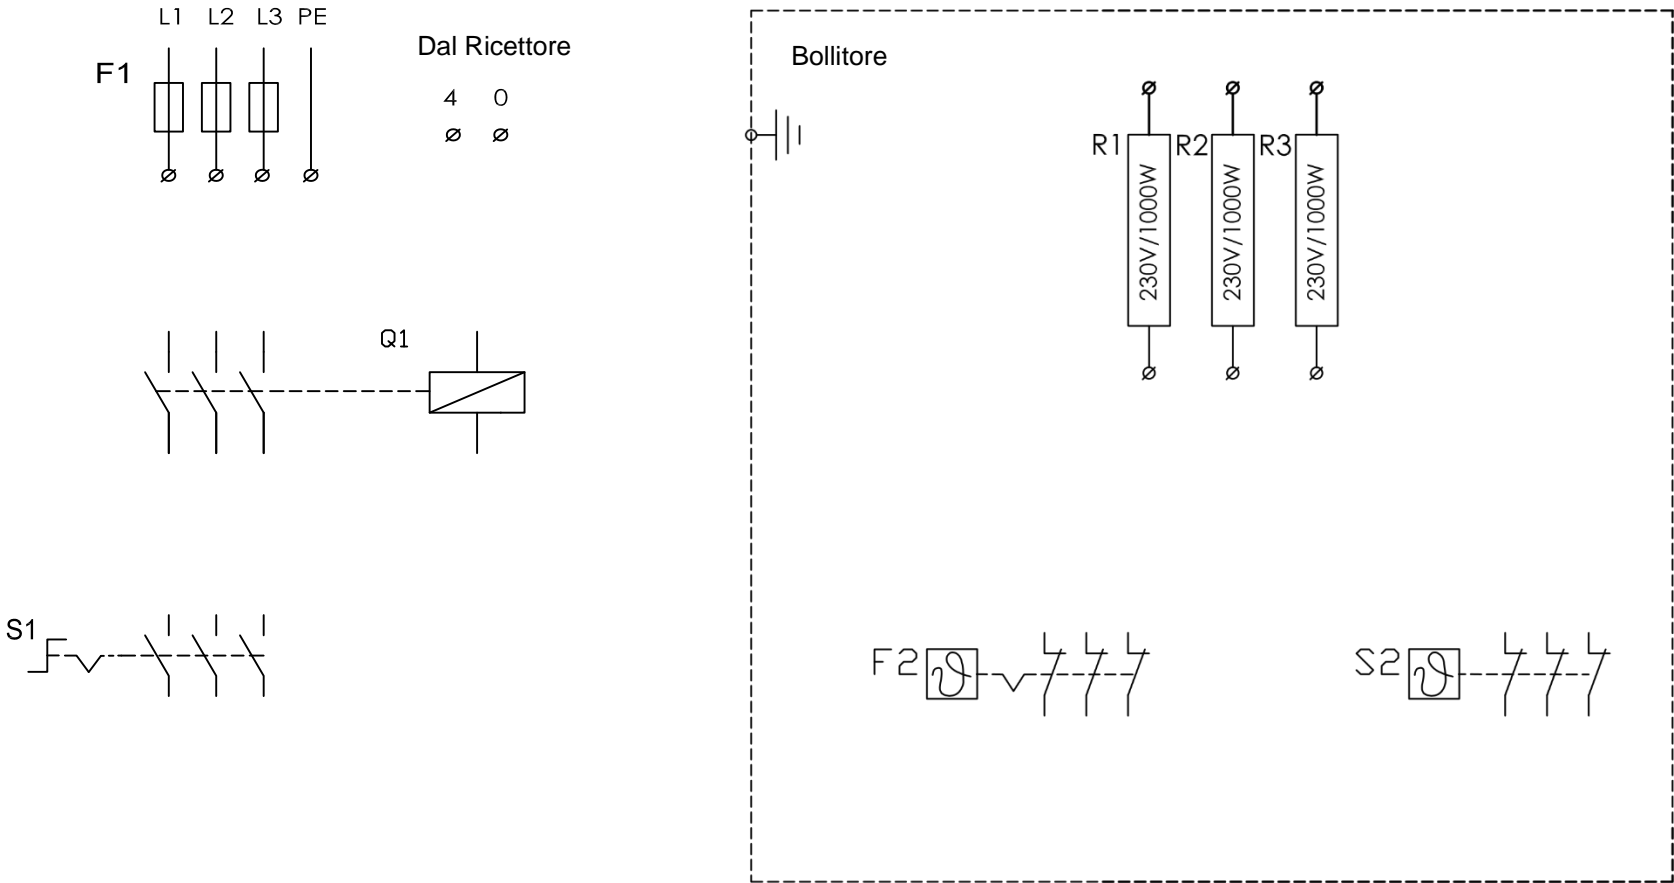 L1 L2 L3 PE
F1
Dal Ricettore
4 0
Bollitore
R1 230V/1000W
R2 230V/1000W
R3 230V/1000W
Q1
S1
F2 ϑ
S2 ϑ